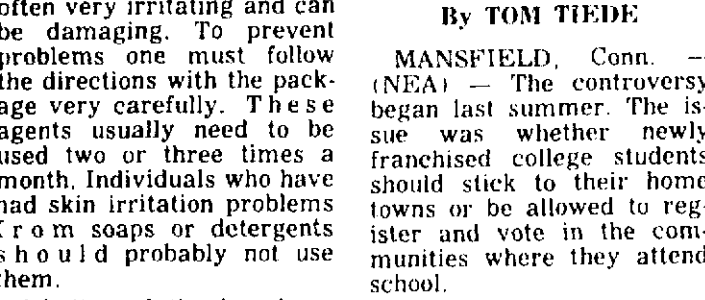 often very irritating and can
be damaging. To prevent
problems one must follow
the directions with the pack-
age very carefully. These
agents usually need to be
used two or three times a
month. Individuals who have
had skin irritation problems
from soaps or detergents
should probably not use
them.
By TOM TIEDE
MANSFIELD, Conn. —
(NEA) — The controversy
began last summer. The is-
sue was whether newly
franchised college students
should stick to their home
towns or be allowed to reg-
ister and vote in the com-
munities where they attend
school.